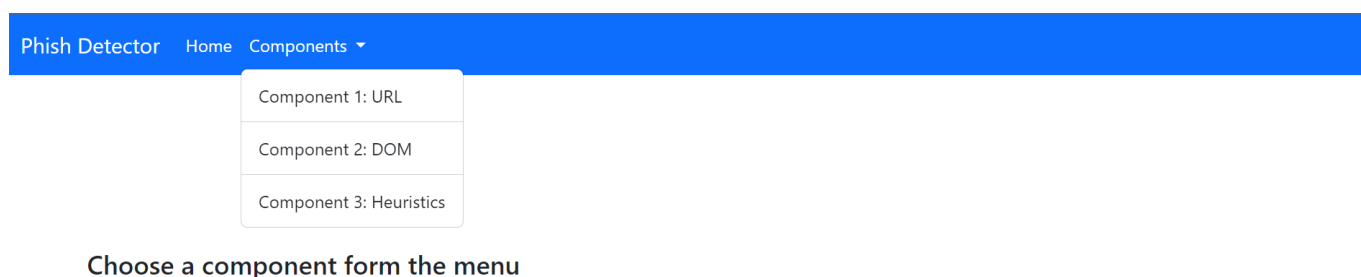 Phish Detector Home Components
Component 1: URL
Component 2: DOM
Component 3: Heuristics
Choose a component form the menu